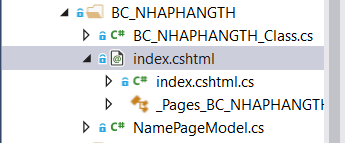 BC_NHAPHANGTH
C# BC_NHAPHANGTH_Class.cs
@ index.cshtml
C# index.cshtml.cs
_Pages_BC_NHAPHANGTH
C# NamePageModel.cs